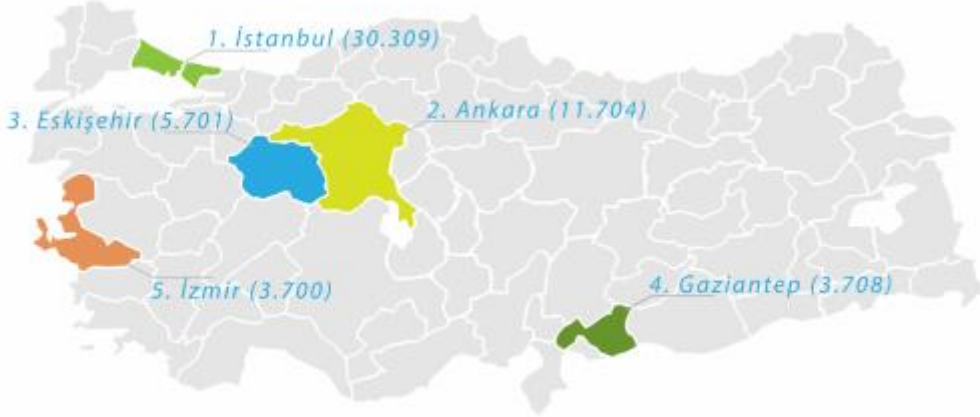 1. İstanbul (30.309)
2. Ankara (11.704)
3. Eskişehir (5.701)
4. Gaziantep (3.708)
5. İzmir (3.700)